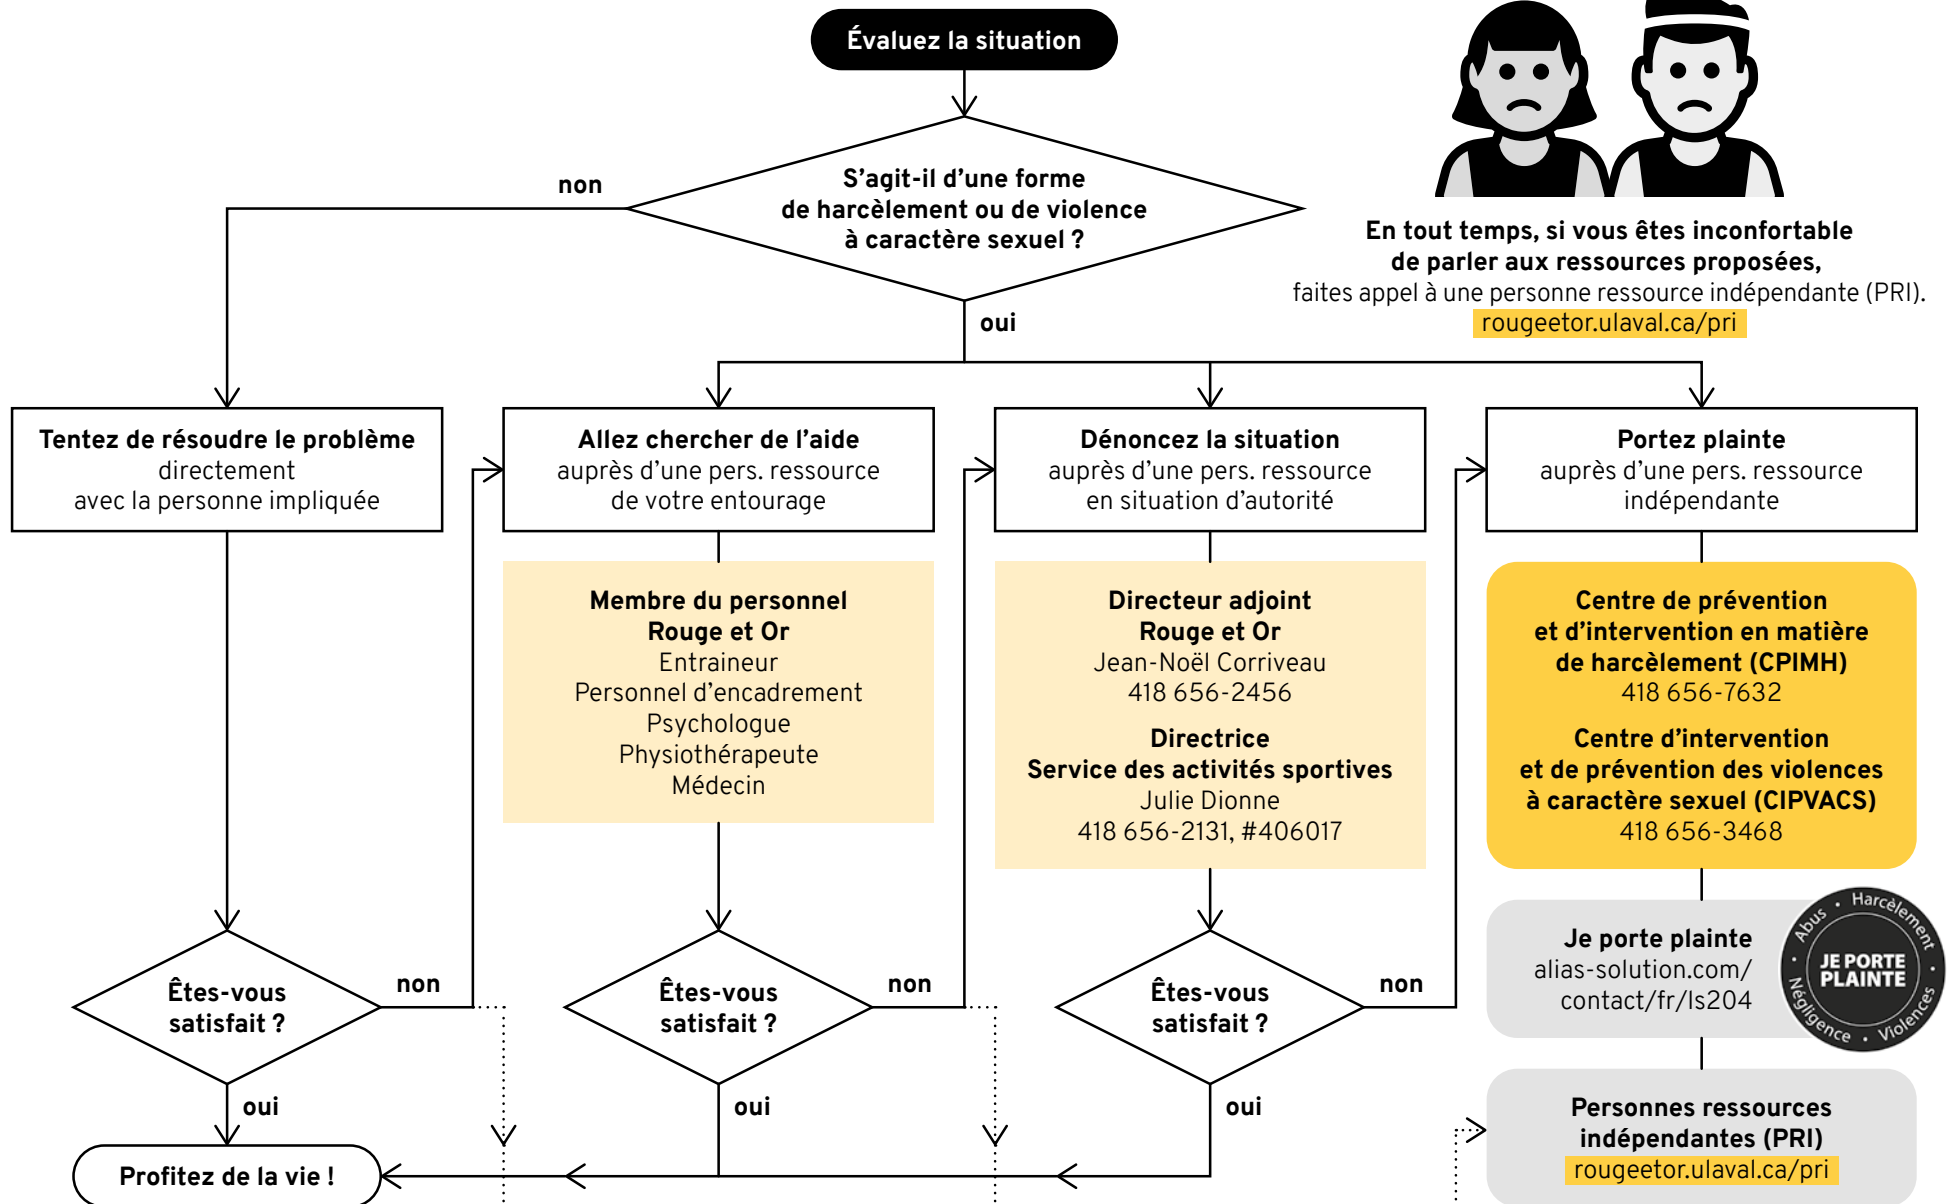 Évaluez la situation
S'agit-il d'une forme
de harcèlement ou de violence
à caractère sexuel ?
non
oui
En tout temps, si vous êtes inconfortable
de parler aux ressources proposées,
faites appel à une personne ressource indépendante (PRI).
rougeetor.ulaval.ca/pri
Tentez de résoudre le problème
directement
avec la personne impliquée
Allez chercher de l'aide
auprès d'une pers. ressource
de votre entourage
Dénoncez la situation
auprès d'une pers. ressource
en situation d'autorité
Portez plainte
auprès d'une pers. ressource
indépendante
Membre du personnel
Rouge et Or
Entraineur
Personnel d'encadrement
Psychologue
Physiothérapeute
Médecin
Directeur adjoint
Rouge et Or
Jean-Noël Corriveau
418 656-2456
Directrice
Service des activités sportives
Julie Dionne
418 656-2131, #406017
Centre de prévention
et d'intervention en matière
de harcèlement (CPIMH)
418 656-7632
Centre d'intervention
et de prévention des violences
à caractère sexuel (CIPVACS)
418 656-3468
Je porte plainte
alias-solution.com/
contact/fr/ls204
Abus • Harcèlement • Violences • Négligence •
JE PORTE
PLAINTE
Êtes-vous
satisfait ?
non
oui
Êtes-vous
satisfait ?
non
oui
Êtes-vous
satisfait ?
non
oui
Personnes ressources
indépendantes (PRI)
rougeetor.ulaval.ca/pri
Profitez de la vie !